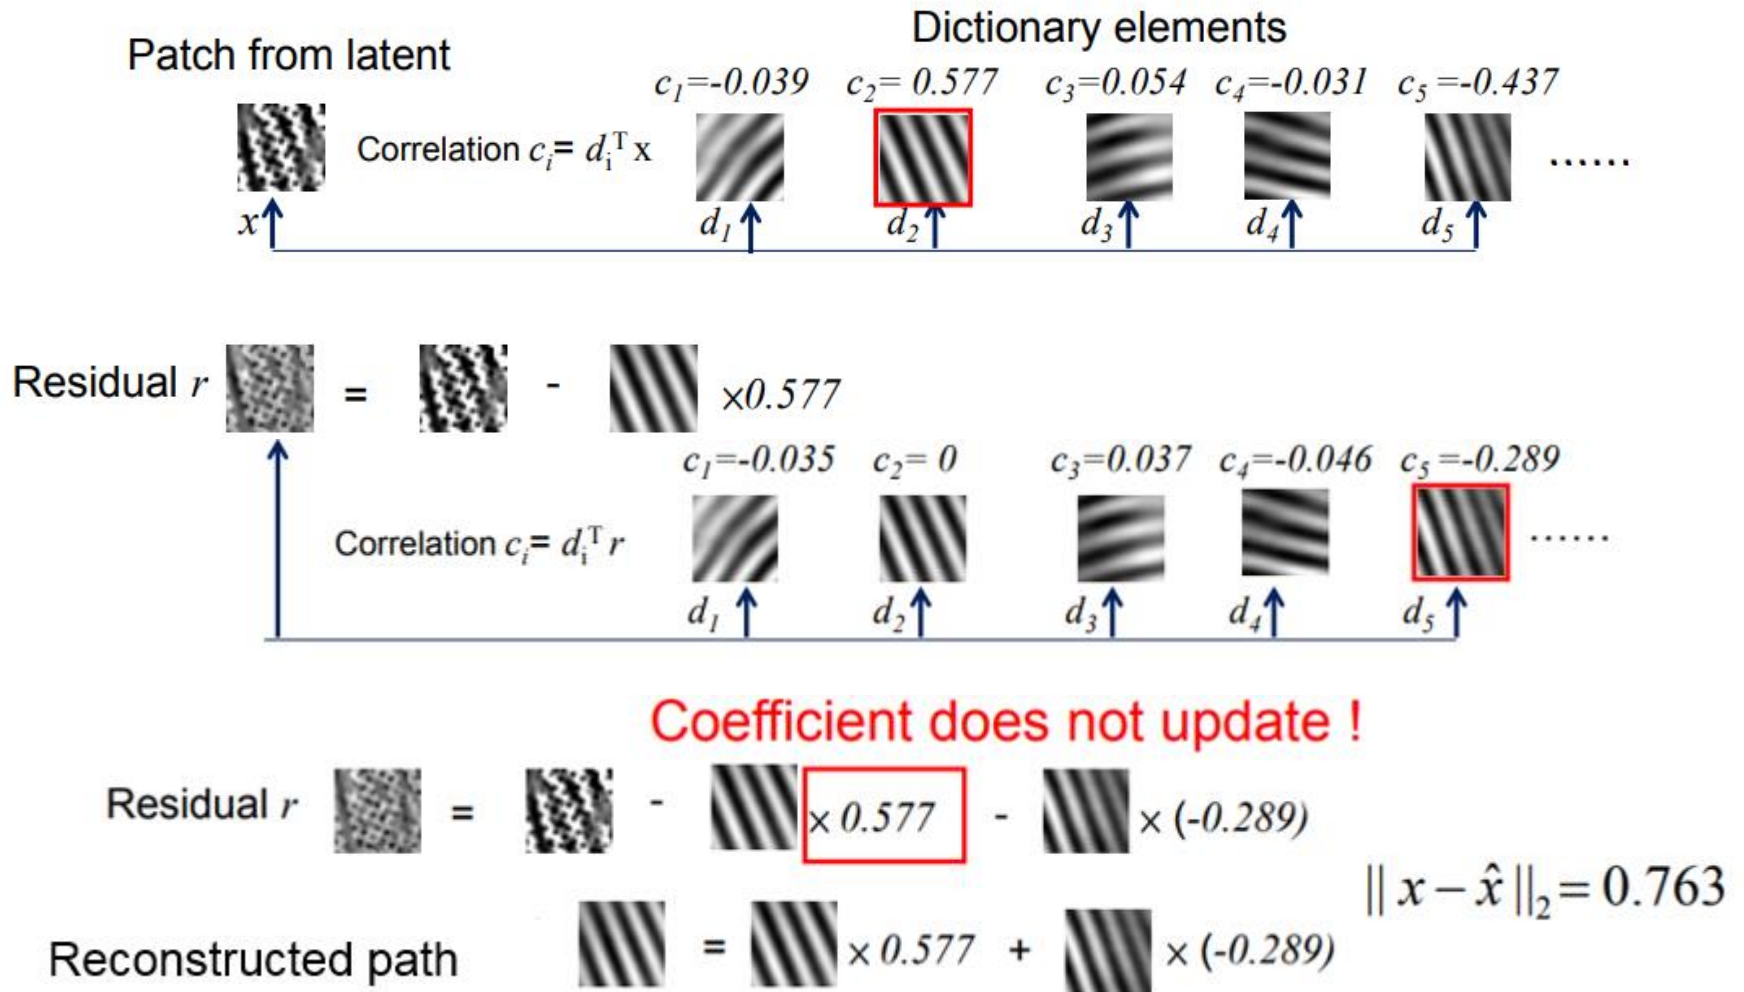 Dictionary elements
Patch from latent
c₁=-0.039 c₂= 0.577 c₃=0.054 c₄=-0.031 c₅ =-0.437
Correlation cᵢ= dᵢᵀ x ......
x d₁ d₂ d₃ d₄ d₅
Residual r = - ×0.577
c₁=-0.035 c₂= 0 c₃=0.037 c₄=-0.046 c₅ =-0.289
Correlation cᵢ= dᵢᵀ r ......
d₁ d₂ d₃ d₄ d₅
Coefficient does not update !
Residual r = - × 0.577 - × (-0.289)
|| x − x̂ ||₂ = 0.763
Reconstructed path = × 0.577 + × (-0.289)